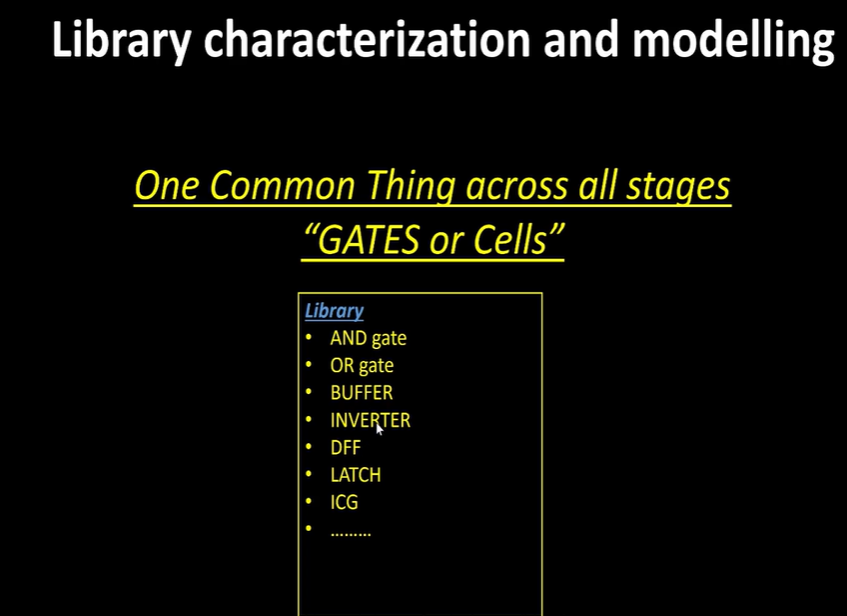 Library characterization and modelling
One Common Thing across all stages
“GATES or Cells”
Library
• AND gate
• OR gate
• BUFFER
• INVERTER
• DFF
• LATCH
• ICG
• .........